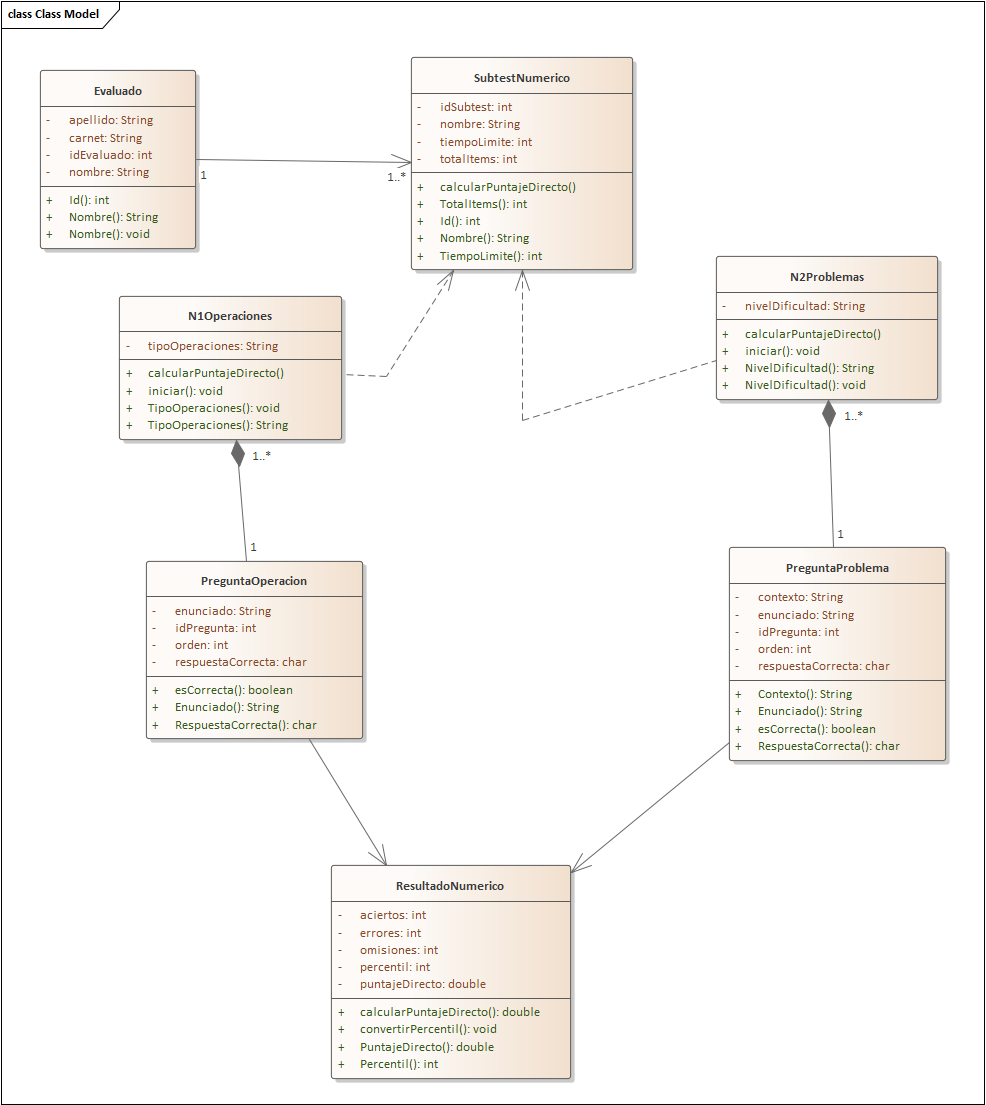 class Class Model
Evaluado
- apellido: String
- carnet: String
- idEvaluado: int
- nombre: String
+ Id(): int
+ Nombre(): String
+ Nombre(): void
1
1..*
SubtestNumerico
- idSubtest: int
- nombre: String
- tiempoLimite: int
- totalItems: int
+ calcularPuntajeDirecto()
+ TotalItems(): int
+ Id(): int
+ Nombre(): String
+ TiempoLimite(): int
N1Operaciones
- tipoOperaciones: String
+ calcularPuntajeDirecto()
+ iniciar(): void
+ TipoOperaciones(): void
+ TipoOperaciones(): String
1..*
1
N2Problemas
- nivelDificultad: String
+ calcularPuntajeDirecto()
+ iniciar(): void
+ NivelDificultad(): String
+ NivelDificultad(): void
1..*
1
PreguntaOperacion
- enunciado: String
- idPregunta: int
- orden: int
- respuestaCorrecta: char
+ esCorrecta(): boolean
+ Enunciado(): String
+ RespuestaCorrecta(): char
PreguntaProblema
- contexto: String
- enunciado: String
- idPregunta: int
- orden: int
- respuestaCorrecta: char
+ Contexto(): String
+ Enunciado(): String
+ esCorrecta(): boolean
+ RespuestaCorrecta(): char
ResultadoNumerico
- aciertos: int
- errores: int
- omisiones: int
- percentil: int
- puntajeDirecto: double
+ calcularPuntajeDirecto(): double
+ convertirPercentil(): void
+ PuntajeDirecto(): double
+ Percentil(): int